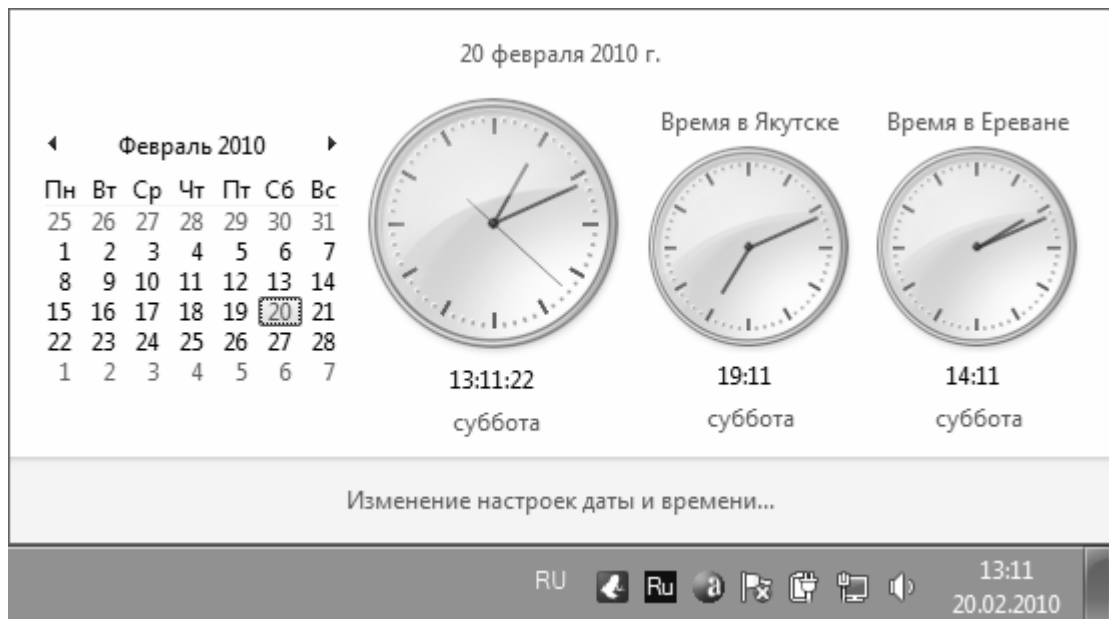 20 февраля 2010 г.
Февраль 2010
Пн Вт Ср Чт Пт Сб Вс
25 26 27 28 29 30 31
1 2 3 4 5 6 7
8 9 10 11 12 13 14
15 16 17 18 19 20 21
22 23 24 25 26 27 28
1 2 3 4 5 6 7
13:11:22
суббота
Время в Якутске
19:11
суббота
Время в Ереване
14:11
суббота
Изменение настроек даты и времени...
RU
Ru
a
13:11
20.02.2010